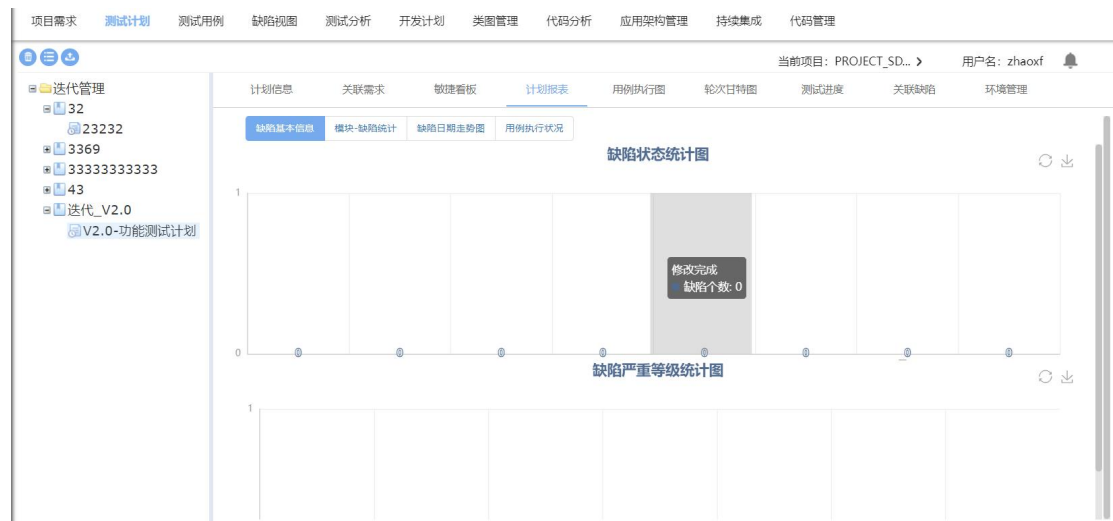 项目需求 测试计划 测试用例 缺陷视图 测试分析 开发计划 类图管理 代码分析 应用架构管理 持续集成 代码管理
当前项目：PROJECT_SD... 用户名：zhaoxf
迭代管理
32
23232
3369
33333333333
43
迭代_V2.0
V2.0-功能测试计划
计划信息 关联需求 敏捷看板 计划报表 用例执行图 轮次甘特图 测试进度 关联缺陷 环境管理
缺陷基本信息 模块-缺陷统计 缺陷日期走势图 用例执行状况
缺陷状态统计图
1
修改完成
缺陷个数: 0
0 0 0 0 0 0 0 0 0
缺陷严重等级统计图
1